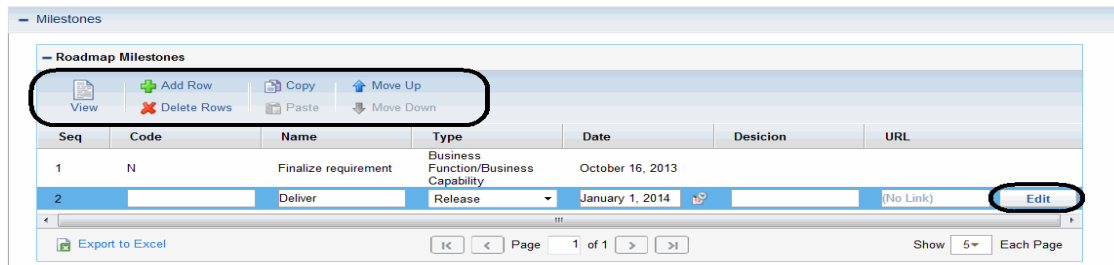 Milestones
Roadmap Milestones
View Add Row Delete Rows Copy Paste Move Up Move Down
Seq Code Name Type Date Desicion URL
1 N Finalize requirement Business Function/Business Capability October 16, 2013
2 Deliver Release January 1, 2014 (No Link) Edit
Export to Excel Page 1 of 1 Show 5 Each Page